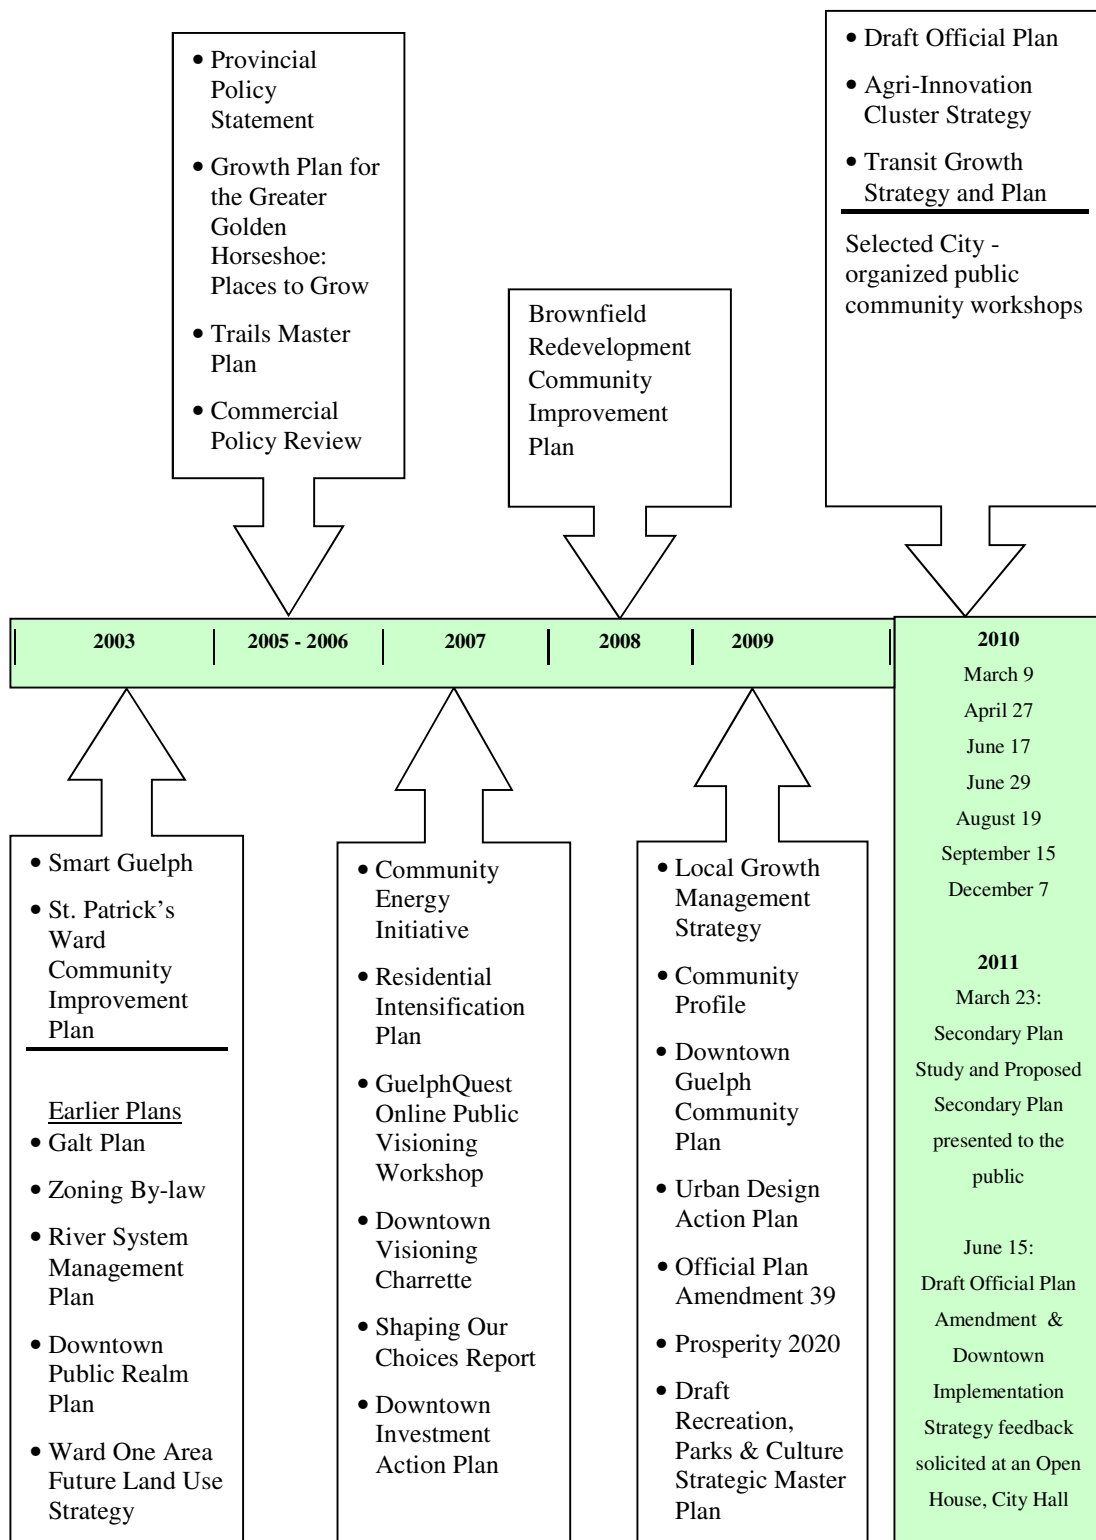 • Provincial
Policy
Statement
• Growth Plan for
the Greater
Golden
Horseshoe:
Places to Grow
• Trails Master
Plan
• Commercial
Policy Review
Brownfield
Redevelopment
Community
Improvement
Plan
• Draft Official Plan
• Agri-Innovation
Cluster Strategy
• Transit Growth
Strategy and Plan
Selected City -
organized public
community workshops
2003
2005 - 2006
2007
2008
2009
2010
March 9
April 27
June 17
June 29
August 19
September 15
December 7
2011
March 23:
Secondary Plan
Study and Proposed
Secondary Plan
presented to the
public
June 15:
Draft Official Plan
Amendment &
Downtown
Implementation
Strategy feedback
solicited at an Open
House, City Hall
• Smart Guelph
• St. Patrick’s
Ward
Community
Improvement
Plan
Earlier Plans
• Galt Plan
• Zoning By-law
• River System
Management
Plan
• Downtown
Public Realm
Plan
• Ward One Area
Future Land Use
Strategy
• Community
Energy
Initiative
• Residential
Intensification
Plan
• GuelphQuest
Online Public
Visioning
Workshop
• Downtown
Visioning
Charrette
• Shaping Our
Choices Report
• Downtown
Investment
Action Plan
• Local Growth
Management
Strategy
• Community
Profile
• Downtown
Guelph
Community
Plan
• Urban Design
Action Plan
• Official Plan
Amendment 39
• Prosperity 2020
• Draft
Recreation,
Parks & Culture
Strategic Master
Plan